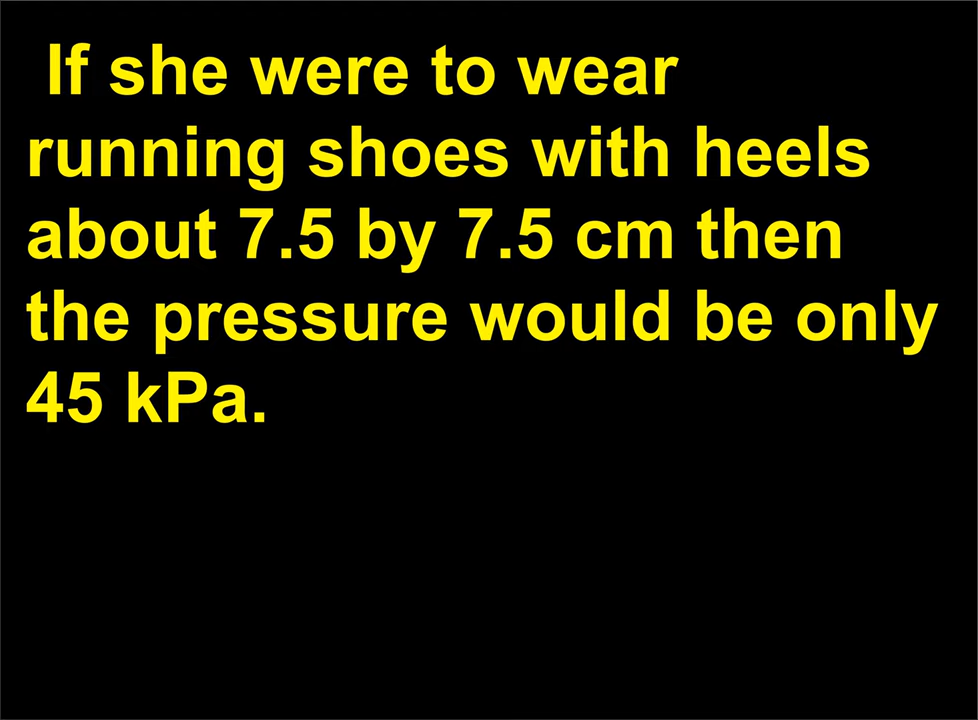 If she were to wear
running shoes with heels
about 7.5 by 7.5 cm then
the pressure would be only
45 kPa.